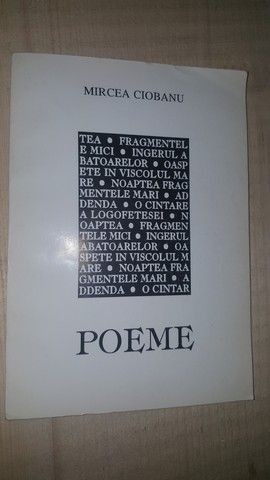 MIRCEA CIOBANU
TEA • FRAGMENTEL
E MICI • INGERUL A
BATOARELOR • OASP
ETE IN VISCOLUL MA
RE • NOAPTEA FRAG
MENTELE MARI • AD
DENDA • O CINTARE
A LOGOFETESEI • N
OAPTEA • FRAGMEN
TELE MICI • INGERUL
ABATOARELOR • OA
SPETE IN VISCOLUL M
ARE • NOAPTEA FRA
GMENTELE MARI • A
DDENDA • O CINTAR
POEME